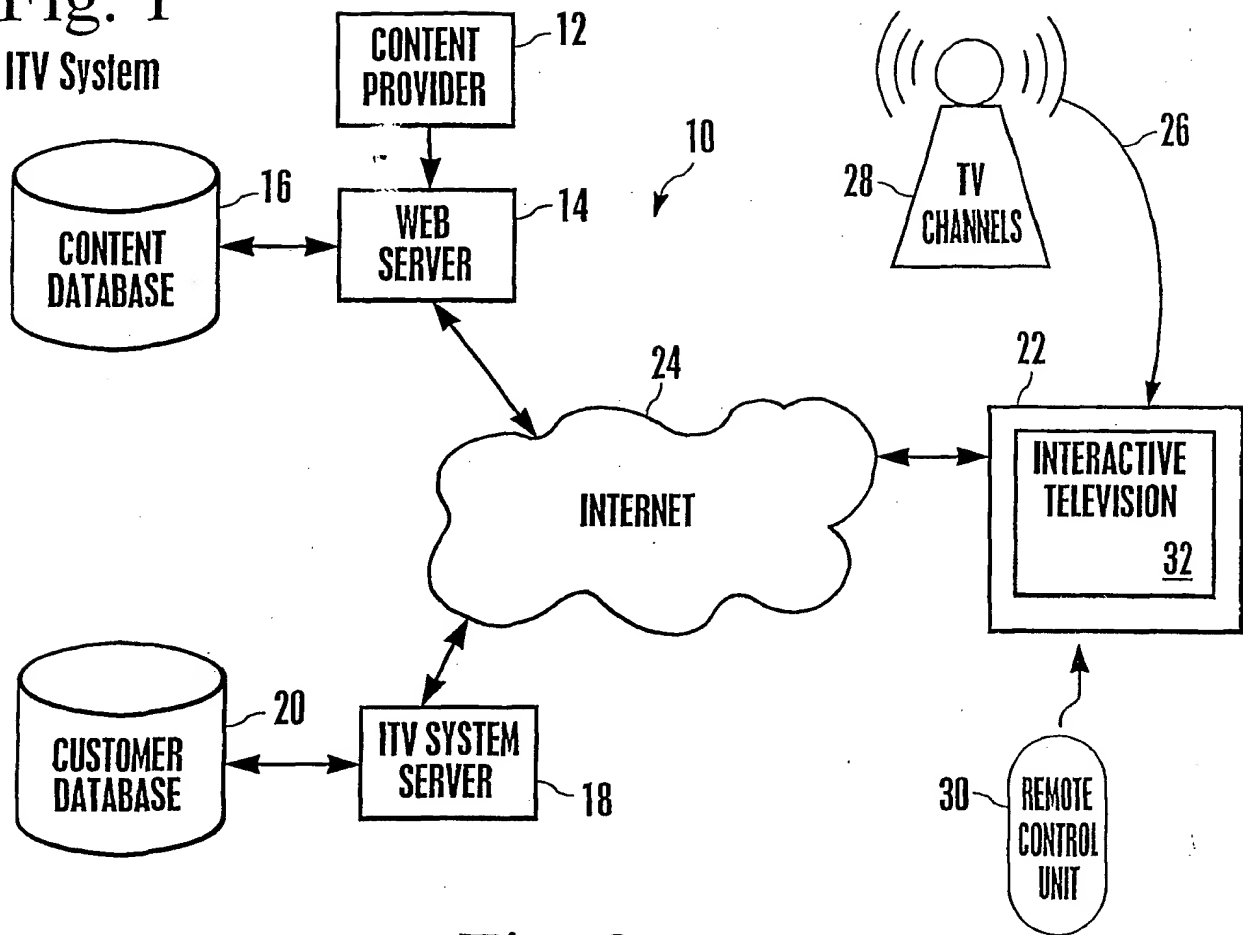 Fig. 1
ITV System
CONTENT
PROVIDER
12
10
26
28
TV
CHANNELS
16
CONTENT
DATABASE
14
WEB
SERVER
24
INTERNET
22
INTERACTIVE
TELEVISION
32
20
CUSTOMER
DATABASE
ITV SYSTEM
SERVER
18
30
REMOTE
CONTROL
UNIT